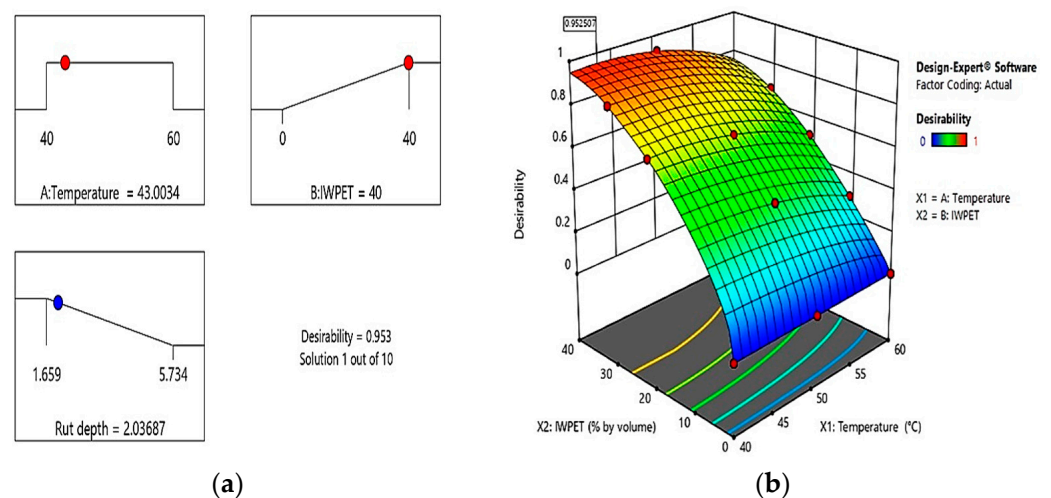 40 60
A:Temperature = 43.0034
0 40
B:IWPET = 40
1.659 5.734
Rut depth = 2.03687
Desirability = 0.953
Solution 1 out of 10
(a)
0.952507
1
0.8
0.6
0.4
0.2
0
Desirability
40
30
20
10
0
X2: IWPET (% by volume)
40
45
50
55
60
X1: Temperature (°C)
Design-Expert® Software
Factor Coding: Actual
Desirability
0 1
X1 = A: Temperature
X2 = B: IWPET
(b)